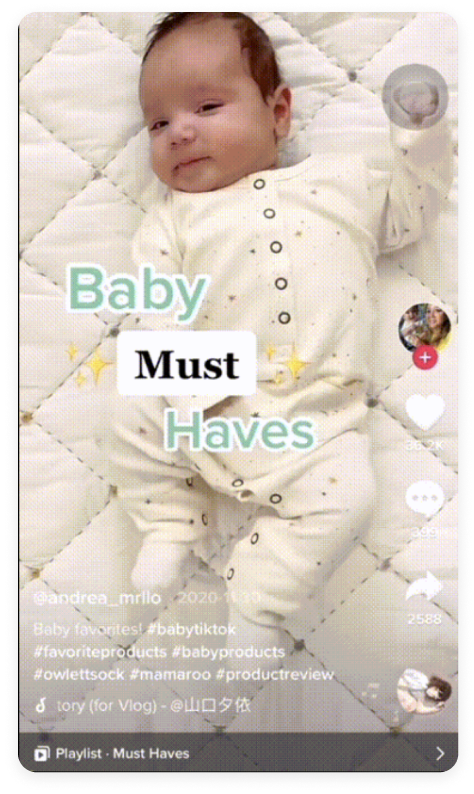 Baby
Must
Haves
36.2K
399
@andrea_mrllo · 2020-11-30
Baby favorites! #babytiktok
#favoriteproducts #babyproducts
#owlettsock #mamaroo #productreview
2588
tory (for Vlog) - @山口夕依
Playlist · Must Haves